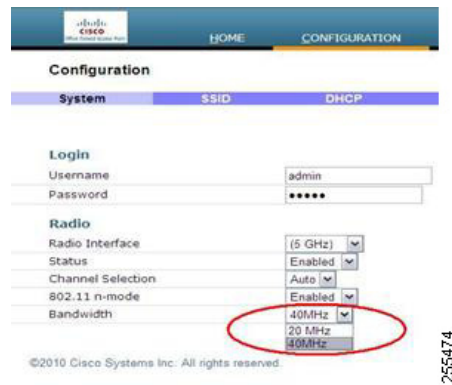 CISCO
HOME CONFIGURATION
Configuration
System SSID DHCP
Login
Username admin
Password •••••
Radio
Radio Interface (5 GHz)
Status Enabled
Channel Selection Auto
802.11 n-mode Enabled
Bandwidth 40MHz
20 MHz
40MHz
©2010 Cisco Systems Inc. All rights reserved.
255474